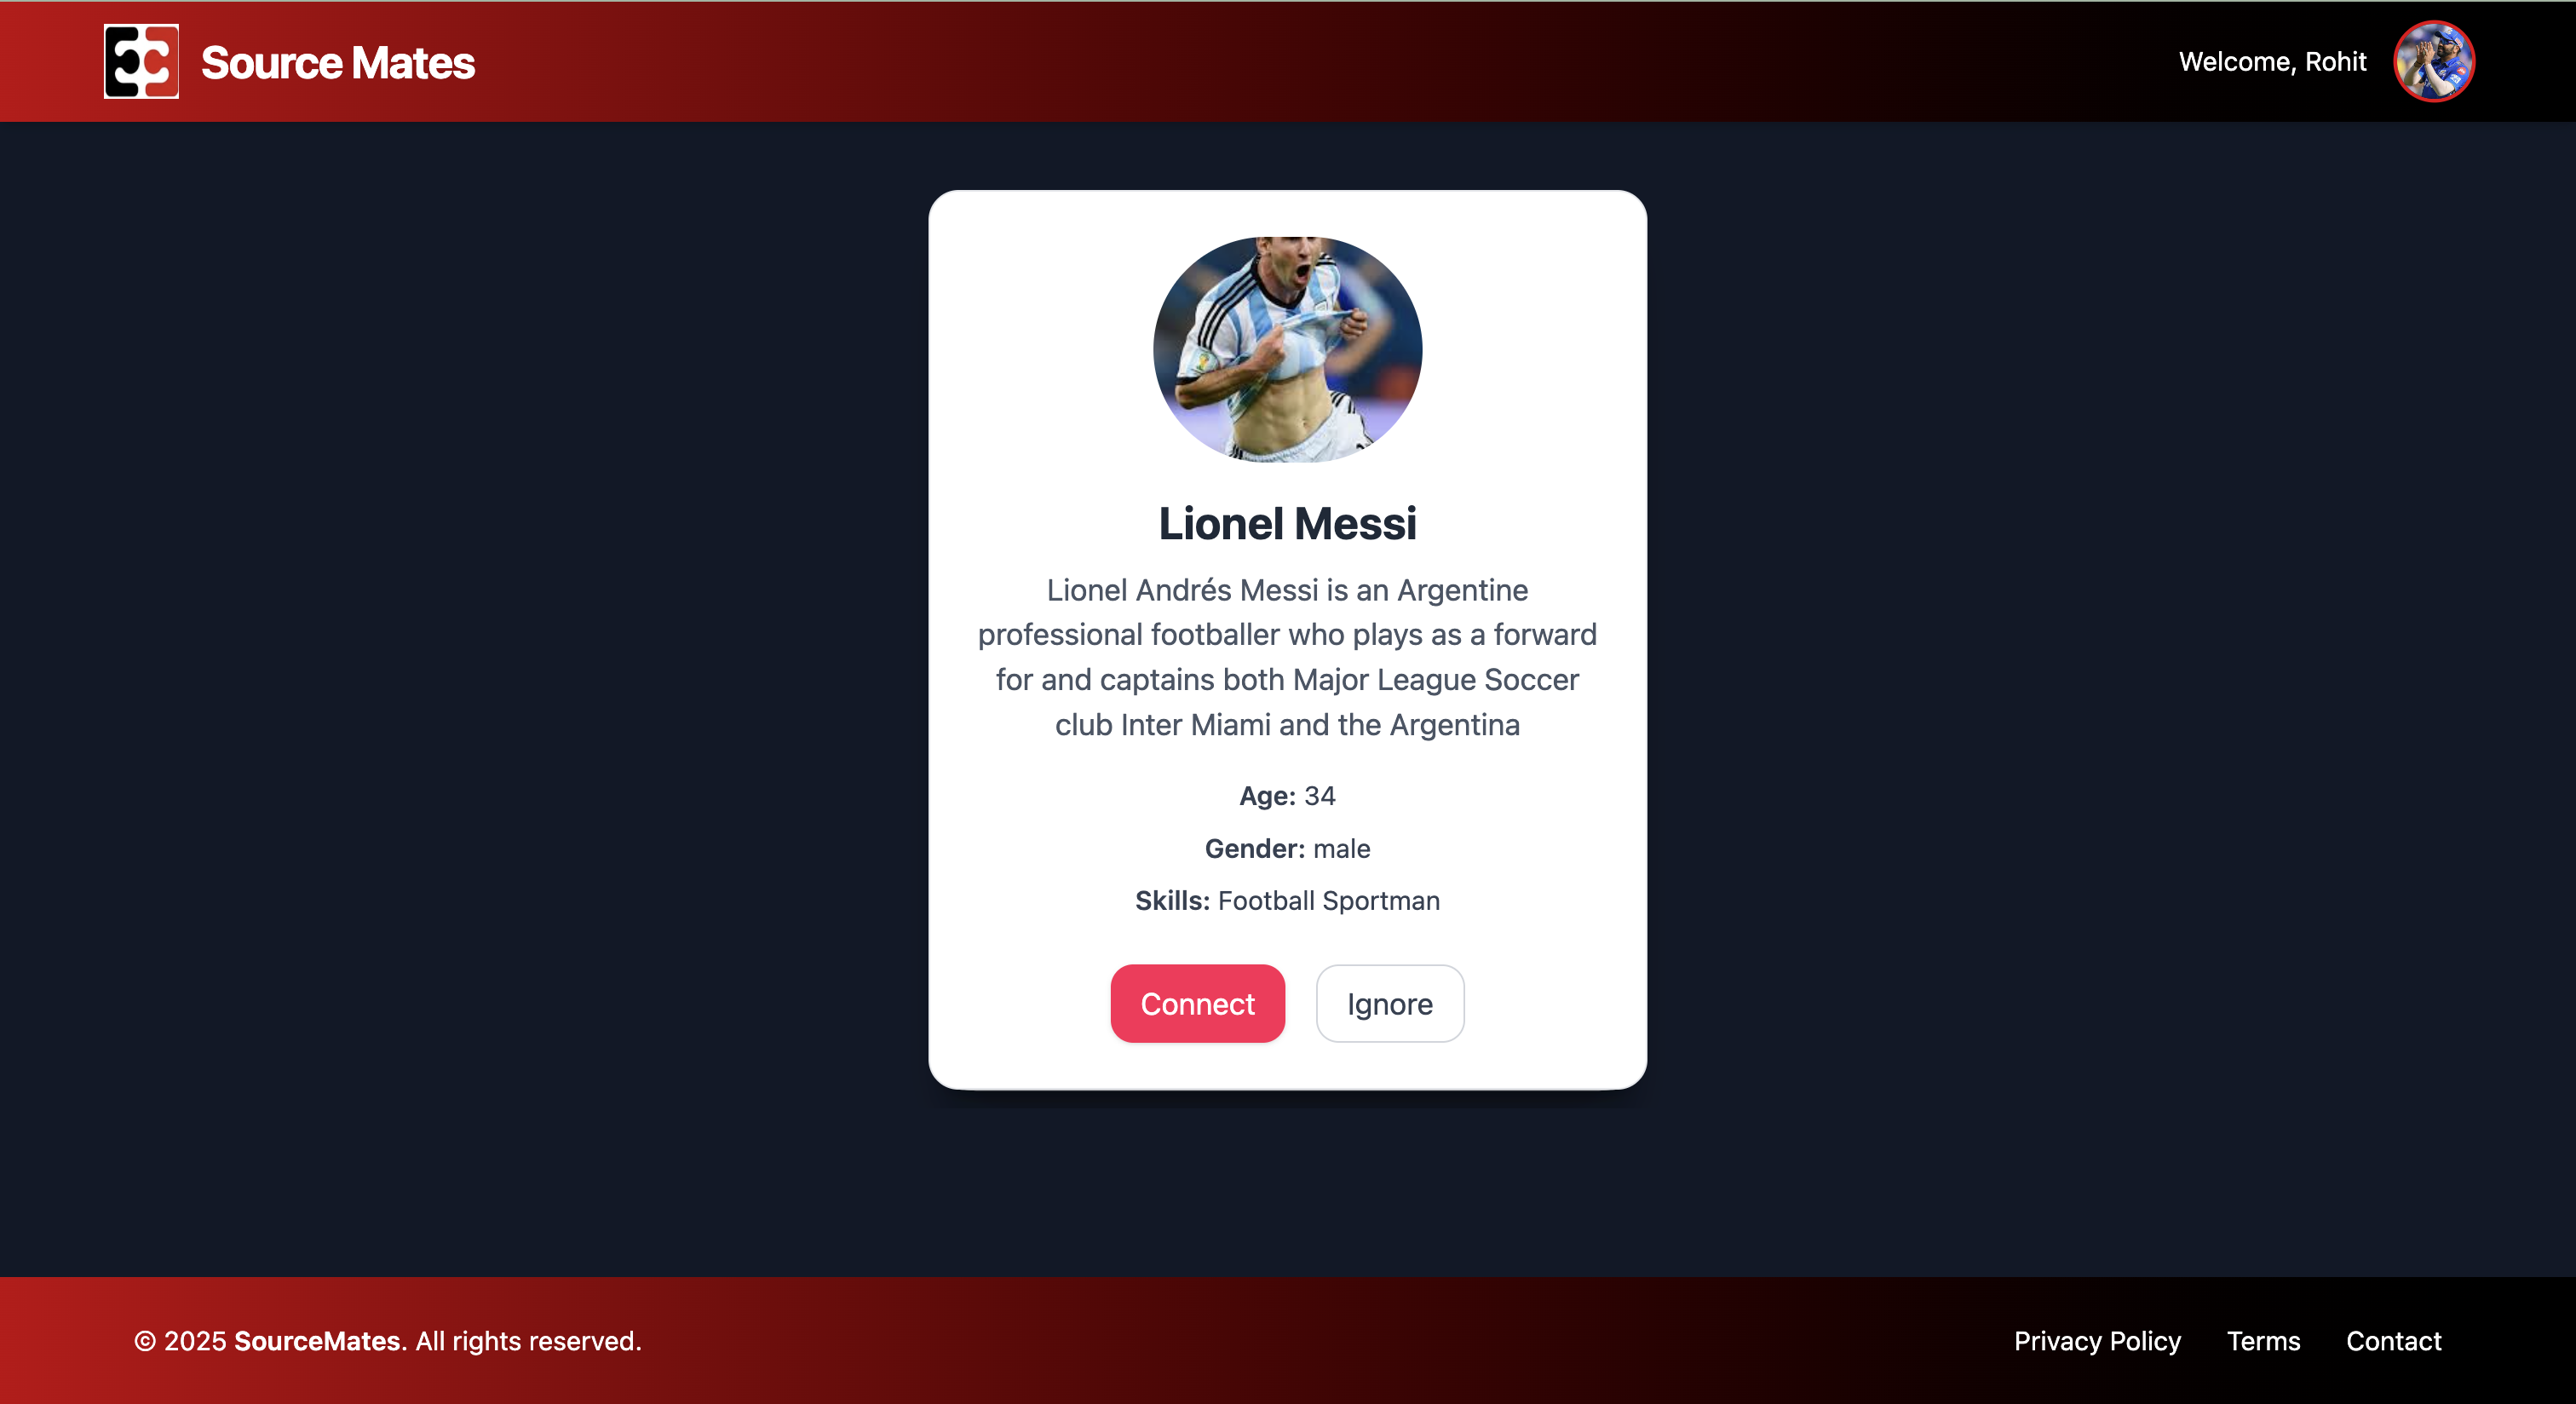 Source Mates
Welcome, Rohit
Lionel Messi
Lionel Andrés Messi is an Argentine
professional footballer who plays as a forward
for and captains both Major League Soccer
club Inter Miami and the Argentina
Age: 34
Gender: male
Skills: Football Sportman
Connect
Ignore
© 2025 SourceMates. All rights reserved.
Privacy Policy
Terms
Contact